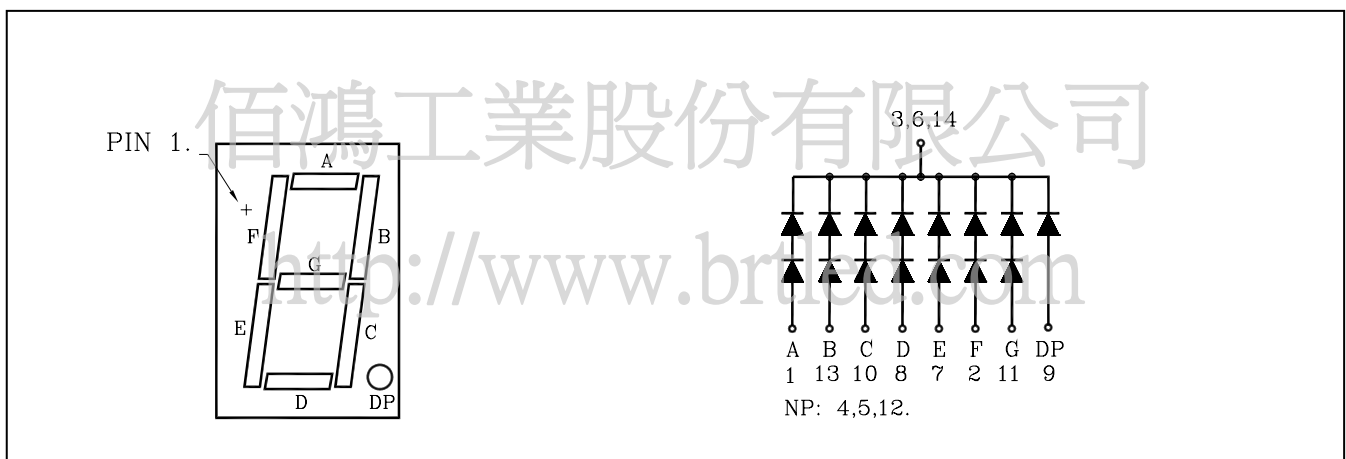 佰鴻工業股份有限公司
http://www.brtled.com
PIN 1.
A
+
F
B
G
E
C
D
DP
3,6,14
A B C D E F G DP
1 13 10 8 7 2 11 9
NP: 4,5,12.